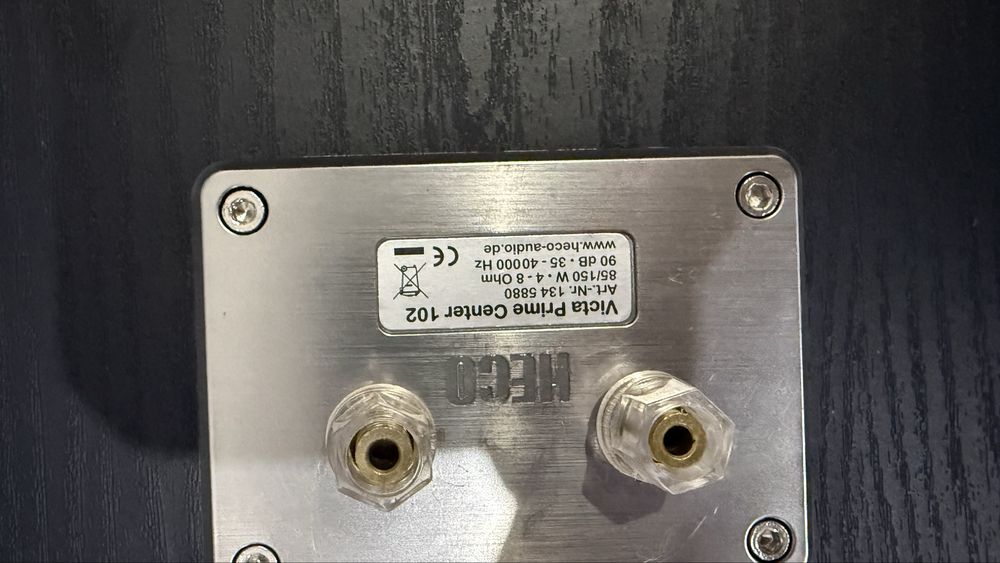 HECO
Victa Prime Center 102
Art.-Nr. 134 5880
85/150 W • 4 - 8 Ohm
90 dB • 35 - 40000 Hz
www.heco-audio.de
CE